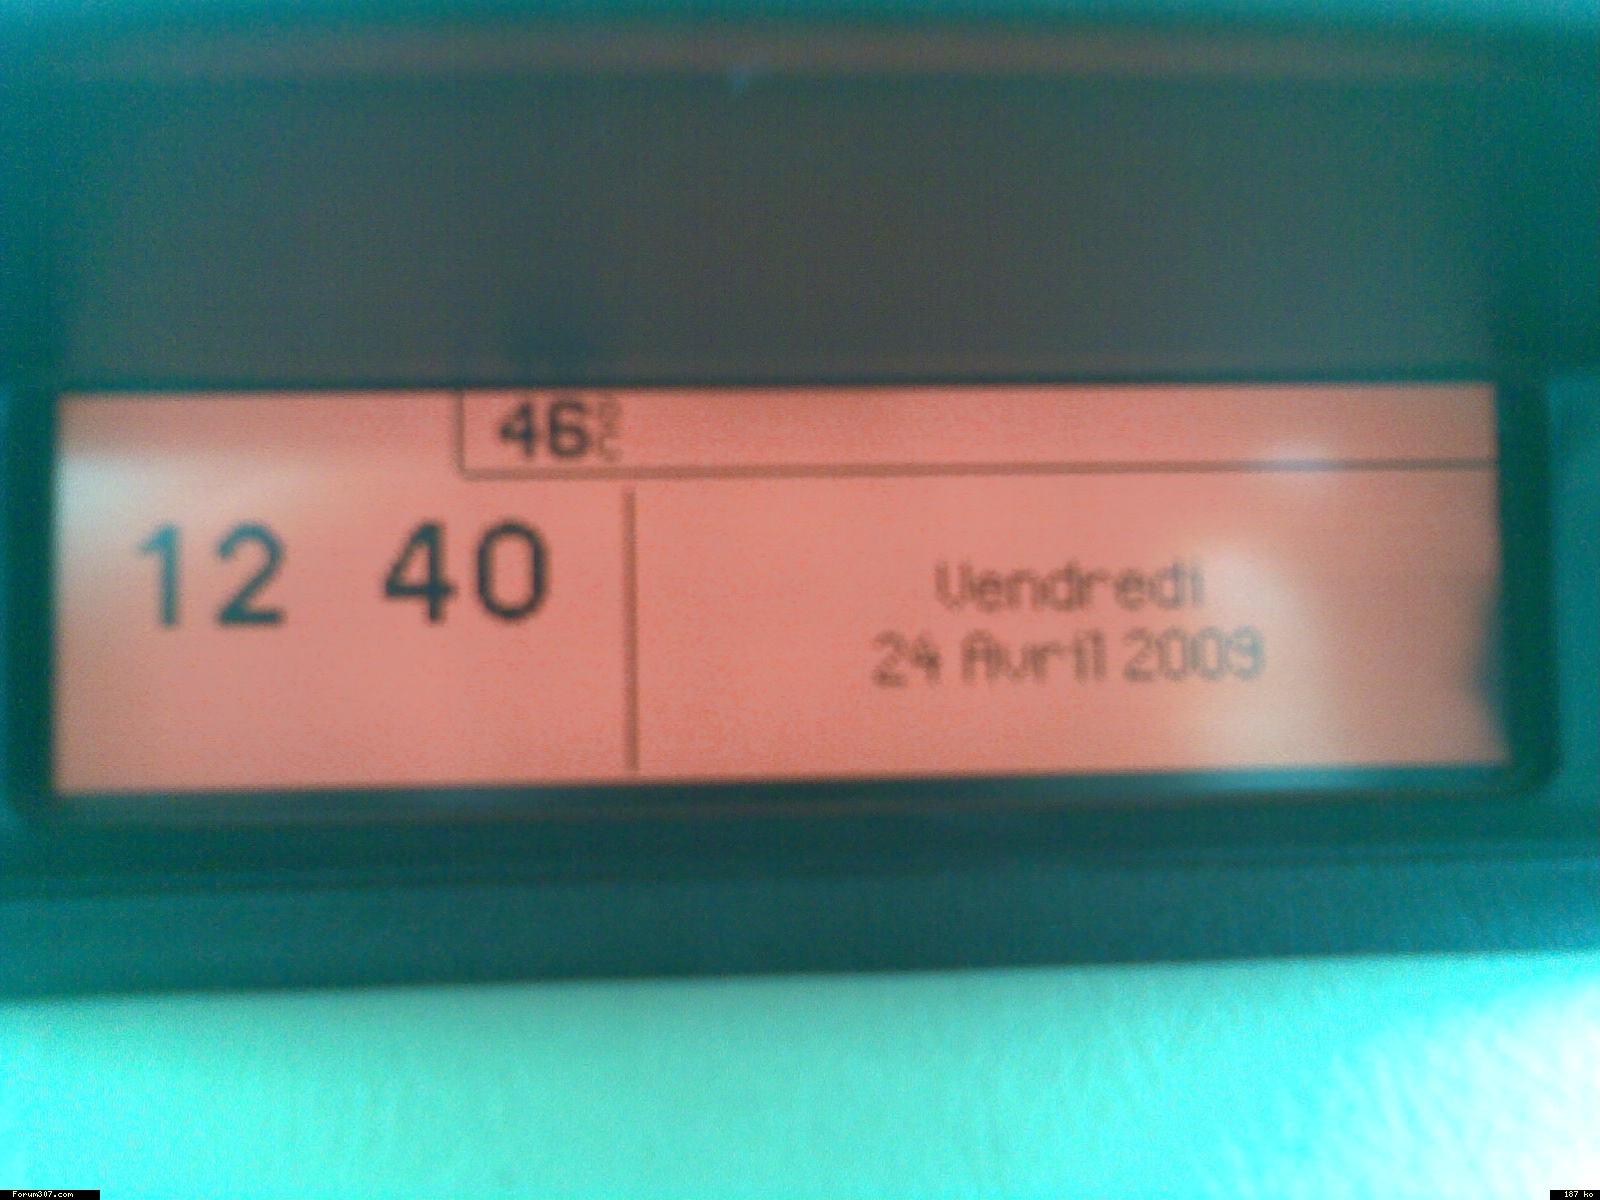 46°C
12 40
Vendredi
24 Avril 2009
Forum307.com
187 ko